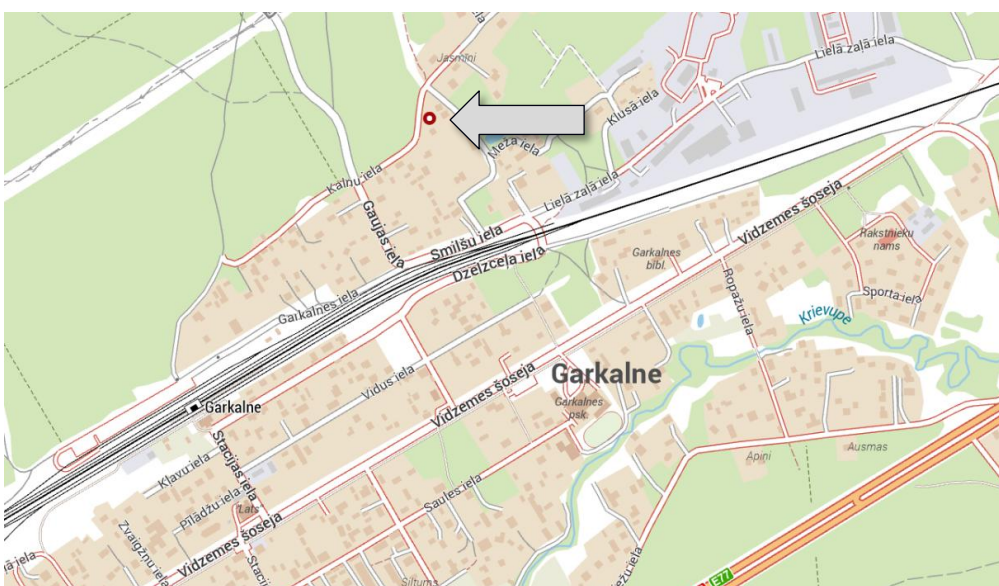 Jasmīni
Lielā zaļā iela
Klusā iela
Meža iela
Kalnu iela
Lielā zaļā iela
Gaujas iela
Vidzemes šoseja
Smilšu iela
Rakstnieku
nams
Dzelzceļa iela
Garkalnes
bibl.
Ropažu iela
Sporta iela
Garkalnes iela
Krievupe
Garkalne
Vidus iela
Vidzemes šoseja
Garkalnes
psk.
Garkalne
Stacijas iela
Kļavu iela
Apiņi
Ausmas
Saules iela
Pīlādžu iela
"Lats"
Zvaigžņu iela
Vidzemes šoseja
Siltums
E77